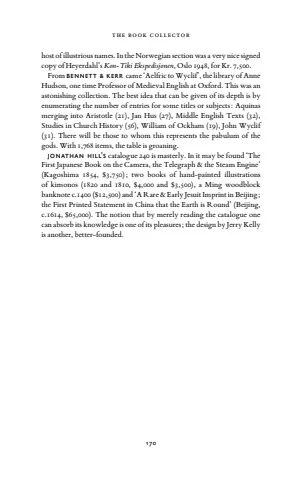 THE BOOK COLLECTOR
host of illustrious names. In the Norwegian section was a very nice signed
copy of Heyerdahl's Kon-Tiki Ekspedisjonen, Oslo 1948, for Kr. 7,500.
From BENNETT & KERR came 'Aelfric to Wyclif', the library of Anne
Hudson, one time Professor of Medieval English at Oxford. This was an
astonishing collection. The best idea that can be given of its depth is by
enumerating the number of entries for some titles or subjects: Aquinas
merging into Aristotle (21), Jan Hus (27), Middle English Texts (32),
Studies in Church History (56), William of Ockham (19), John Wyclif
(31). There will be those to whom this represents the pabulum of the
gods. With 1,768 items, the table is groaning.
JONATHAN HILL'S catalogue 240 is masterly. In it may be found 'The
First Japanese Book on the Camera, the Telegraph & the Steam Engine'
(Kagoshima 1854, $3,750); two books of hand-painted illustrations
of kimonos (1820 and 1810, $4,000 and $3,500), a Ming woodblock
banknote c.1400 ($12,500) and 'A Rare & Early Jesuit Imprint in Beijing;
the First Printed Statement in China that the Earth is Round' (Beijing,
c.1614, $65,000). The notion that by merely reading the catalogue one
can absorb its knowledge is one of its pleasures; the design by Jerry Kelly
is another, better-founded.
170